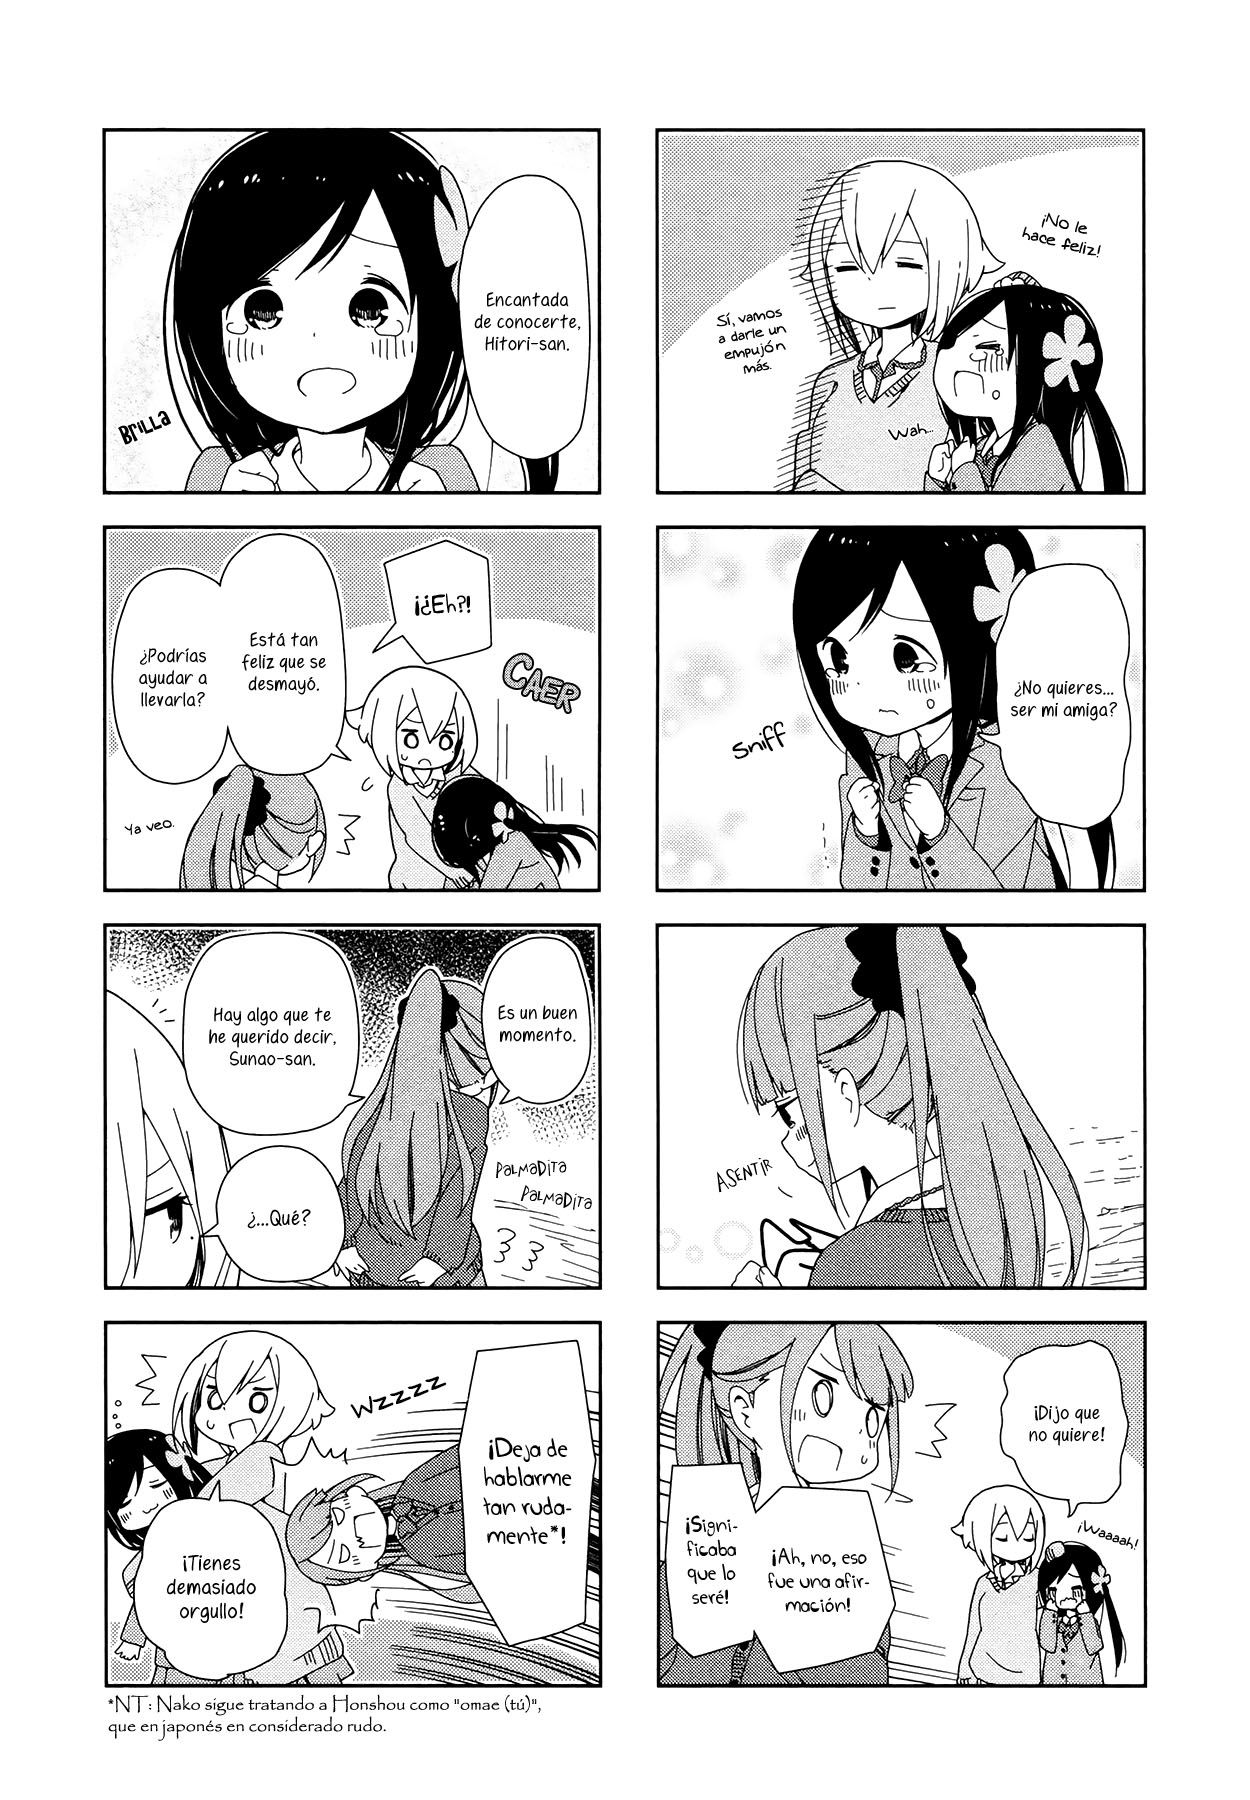 ¡No le
hace feliz!
Sí, vamos
a darle un
empujón
más.
Wah...
¿No quieres...
ser mi amiga?
Sniff
ASENTIR
¡Dijo que
no quiere!
¡Waaaah!
¡Ah, no, eso
fue una afir-
mación!
¡Signi-
ficaba
que lo
seré!
Encantada
de conocerte,
Hitori-san.
Brilla
¡¿Eh?!
CAER
Está tan
feliz que se
desmayó.
¿Podrías
ayudar a
llevarla?
Ya veo.
Es un buen
momento.
Hay algo que te
he querido decir,
Sunao-san.
Palmadita
Palmadita
¿...Qué?
¡Deja de
hablarme
tan ruda-
mente*!
Wzzzz
¡Tienes
demasiado
orgullo!
*NT: Nako sigue tratando a Honshou como "omae (tú)",
que en japonés en considerado rudo.